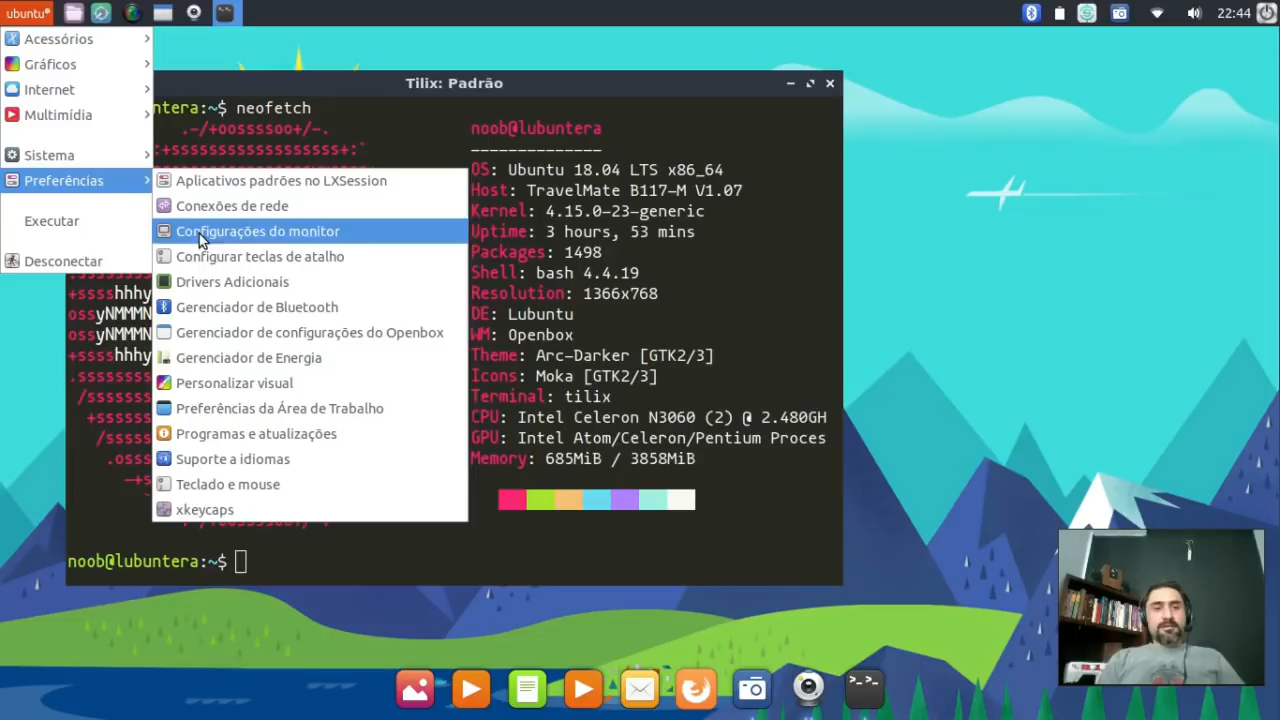 ubuntu
22:44
Acessórios
Gráficos
Internet
Multimídia
Sistema
Preferências
Executar
Desconectar
Aplicativos padrões no LXSession
Conexões de rede
Configurações do monitor
Configurar teclas de atalho
Drivers Adicionais
Gerenciador de Bluetooth
Gerenciador de configurações do Openbox
Gerenciador de Energia
Personalizar visual
Preferências da Área de Trabalho
Programas e atualizações
Suporte a idiomas
Teclado e mouse
xkeycaps
Tilix: Padrão
ntera:~$ neofetch
.-/+oossssoo+/-.
:+ssssssssssssssssss+:`
+sssshhhy
ossyNMMMN
ossyNMMMN
+sssshhhy
noob@lubuntera
--------------
OS: Ubuntu 18.04 LTS x86_64
Host: TravelMate B117-M V1.07
Kernel: 4.15.0-23-generic
Uptime: 3 hours, 53 mins
Packages: 1498
Shell: bash 4.4.19
Resolution: 1366x768
DE: Lubuntu
WM: Openbox
Theme: Arc-Darker [GTK2/3]
Icons: Moka [GTK2/3]
Terminal: tilix
CPU: Intel Celeron N3060 (2) @ 2.480GH
GPU: Intel Atom/Celeron/Pentium Proces
Memory: 685MiB / 3858MiB
noob@lubuntera:~$